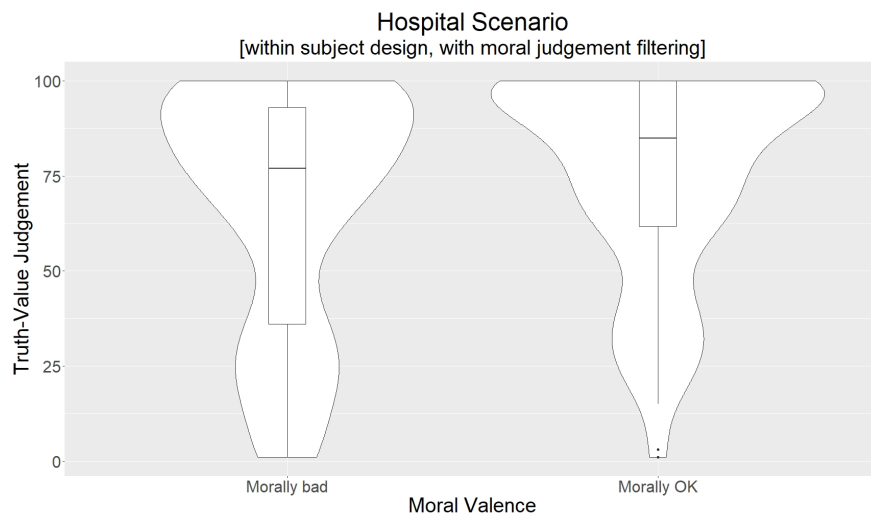 Hospital Scenario
[within subject design, with moral judgement filtering]
Truth-Value Judgement
100
75
50
25
0
Morally bad
Morally OK
Moral Valence